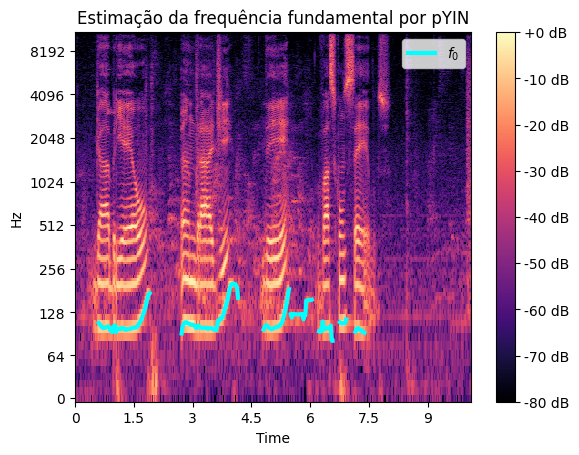 Estimação da frequência fundamental por pYIN
f0
Hz
8192
4096
2048
1024
512
256
128
64
0
0 1.5 3 4.5 6 7.5 9
Time
+0 dB
-10 dB
-20 dB
-30 dB
-40 dB
-50 dB
-60 dB
-70 dB
-80 dB